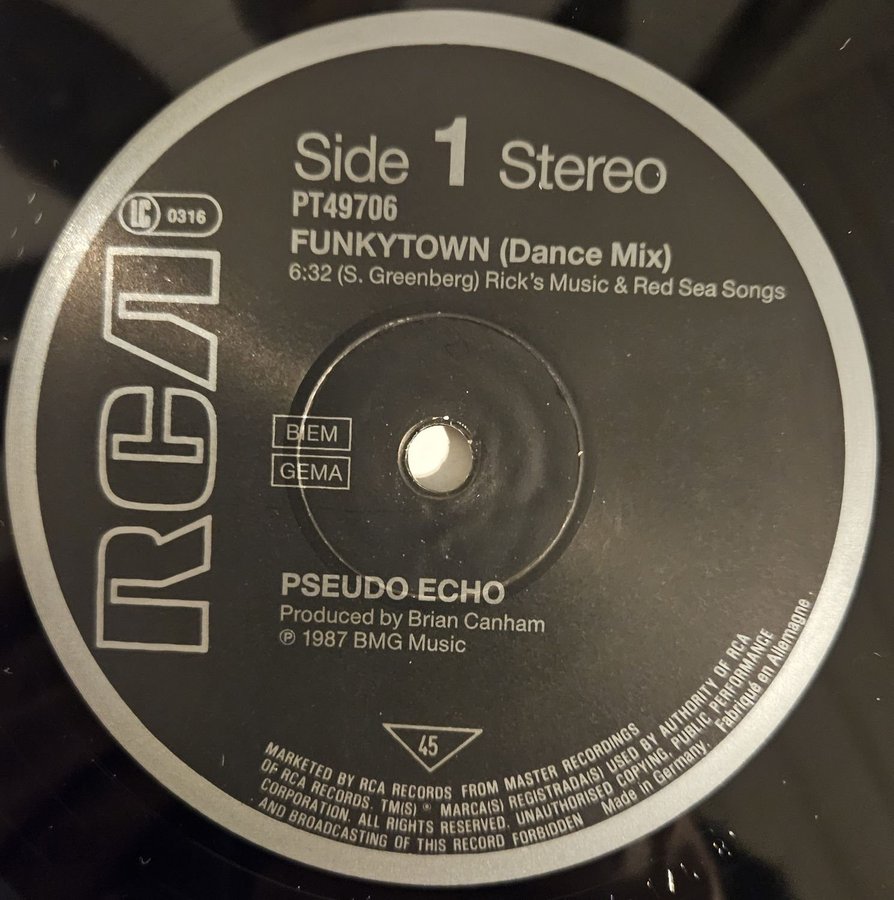 Side 1 Stereo
PT49706
LC 0316
FUNKYTOWN (Dance Mix)
6:32 (S. Greenberg) Rick's Music & Red Sea Songs
RCA
BIEM
GEMA
PSEUDO ECHO
Produced by Brian Canham
℗ 1987 BMG Music
45
MARKETED BY RCA RECORDS FROM MASTER RECORDINGS
OF RCA RECORDS. TM(S) ® MARCA(S) REGISTRADA(S) USED BY AUTHORITY OF RCA
CORPORATION. ALL RIGHTS RESERVED. UNAUTHORISED COPYING, PUBLIC PERFORMANCE
AND BROADCASTING OF THIS RECORD FORBIDDEN Made in Germany. Fabriqué en Allemagne.